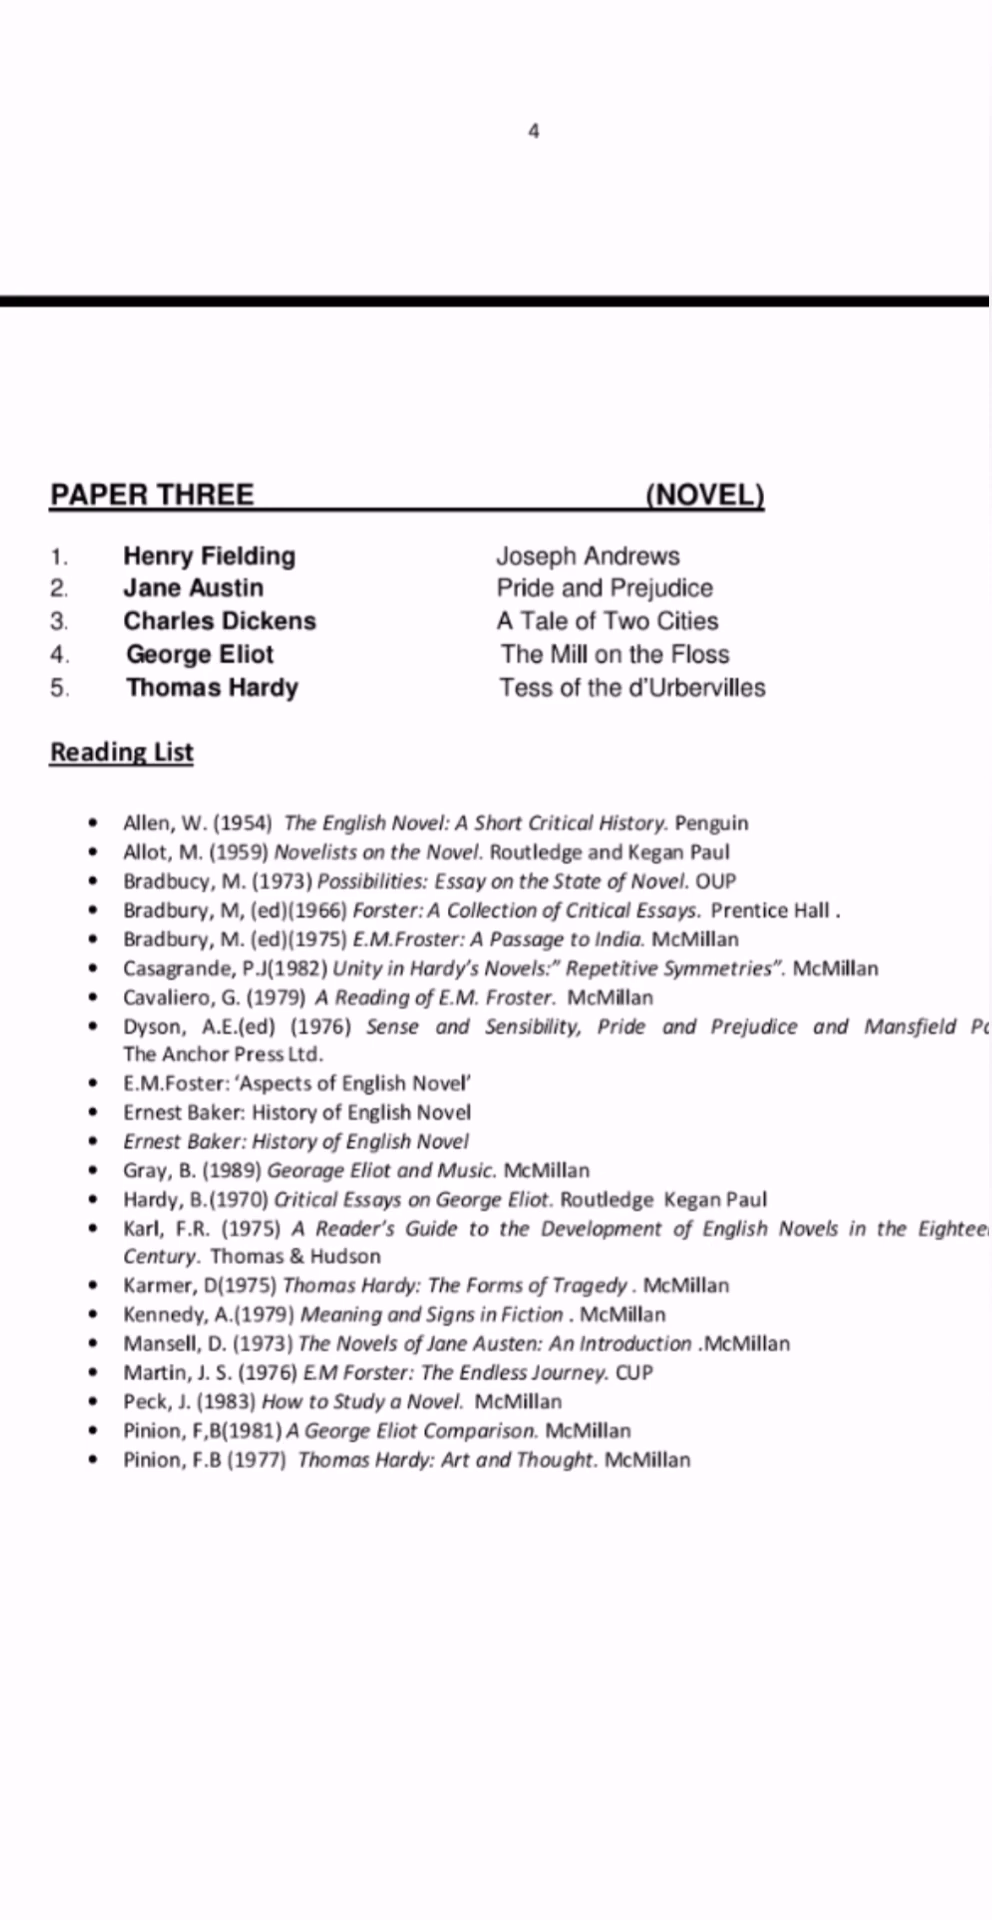 4
PAPER THREE (NOVEL)
1. Henry Fielding Joseph Andrews
2. Jane Austin Pride and Prejudice
3. Charles Dickens A Tale of Two Cities
4. George Eliot The Mill on the Floss
5. Thomas Hardy Tess of the d'Urbervilles
Reading List
• Allen, W. (1954) The English Novel: A Short Critical History. Penguin
• Allot, M. (1959) Novelists on the Novel. Routledge and Kegan Paul
• Bradbucy, M. (1973) Possibilities: Essay on the State of Novel. OUP
• Bradbury, M, (ed)(1966) Forster: A Collection of Critical Essays. Prentice Hall .
• Bradbury, M. (ed)(1975) E.M.Froster: A Passage to India. McMillan
• Casagrande, P.J(1982) Unity in Hardy's Novels:" Repetitive Symmetries". McMillan
• Cavaliero, G. (1979) A Reading of E.M. Froster. McMillan
• Dyson, A.E.(ed) (1976) Sense and Sensibility, Pride and Prejudice and Mansfield
The Anchor Press Ltd.
• E.M.Foster: 'Aspects of English Novel'
• Ernest Baker: History of English Novel
• Ernest Baker: History of English Novel
• Gray, B. (1989) Georage Eliot and Music. McMillan
• Hardy, B.(1970) Critical Essays on George Eliot. Routledge Kegan Paul
• Karl, F.R. (1975) A Reader's Guide to the Development of English Novels in the
Century. Thomas & Hudson
• Karmer, D(1975) Thomas Hardy: The Forms of Tragedy . McMillan
• Kennedy, A.(1979) Meaning and Signs in Fiction . McMillan
• Mansell, D. (1973) The Novels of Jane Austen: An Introduction .McMillan
• Martin, J. S. (1976) E.M Forster: The Endless Journey. CUP
• Peck, J. (1983) How to Study a Novel. McMillan
• Pinion, F,B(1981) A George Eliot Comparison. McMillan
• Pinion, F.B (1977) Thomas Hardy: Art and Thought. McMillan